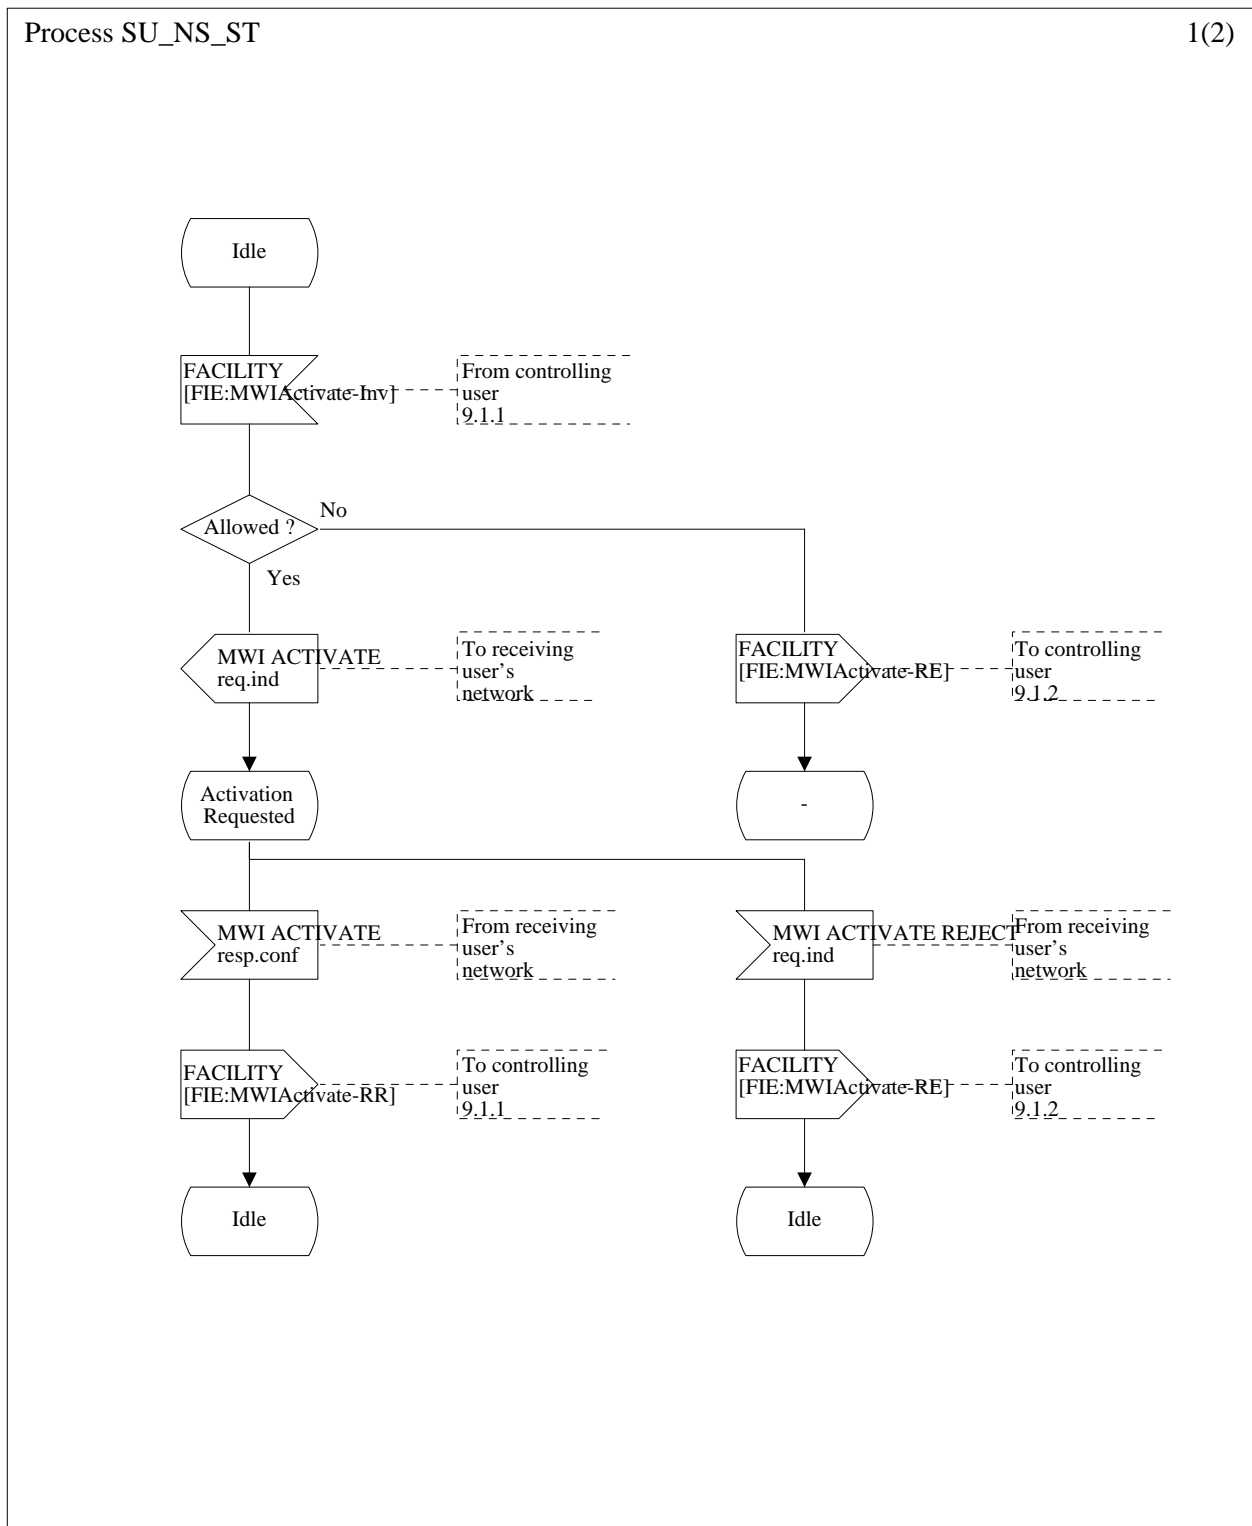 Process SU_NS_ST
1(2)
Idle
FACILITY
[FIE:MWIActivate-Inv]
From controlling
user
9.1.1
Allowed ?
No
Yes
MWI ACTIVATE
req.ind
To receiving
user's
network
FACILITY
[FIE:MWIActivate-RE]
To controlling
user
9.1.2
Activation
Requested
-
MWI ACTIVATE
resp.conf
From receiving
user's
network
MWI ACTIVATE REJECT
req.ind
From receiving
user's
network
FACILITY
[FIE:MWIActivate-RR]
To controlling
user
9.1.1
FACILITY
[FIE:MWIActivate-RE]
To controlling
user
9.1.2
Idle
Idle